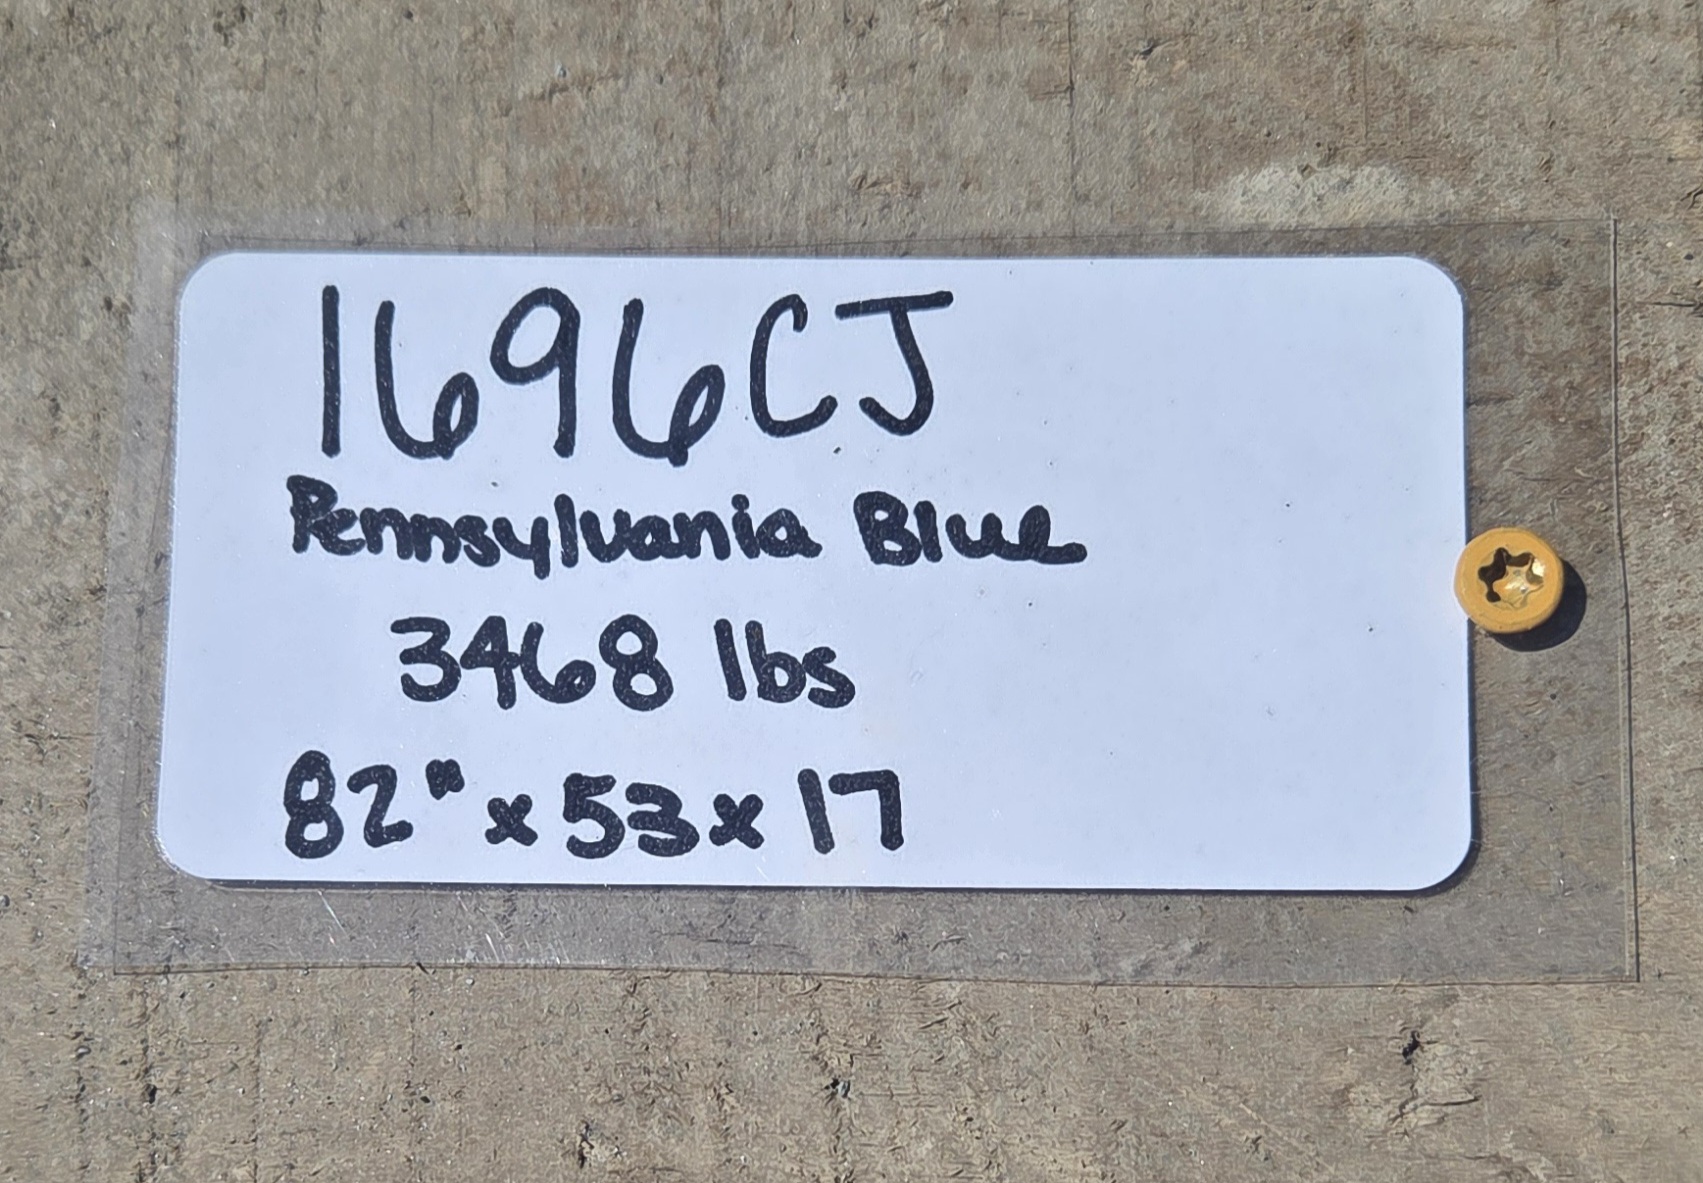 1696CJ
Pennsylvania Blue
3468 lbs
82" x 53 x 17